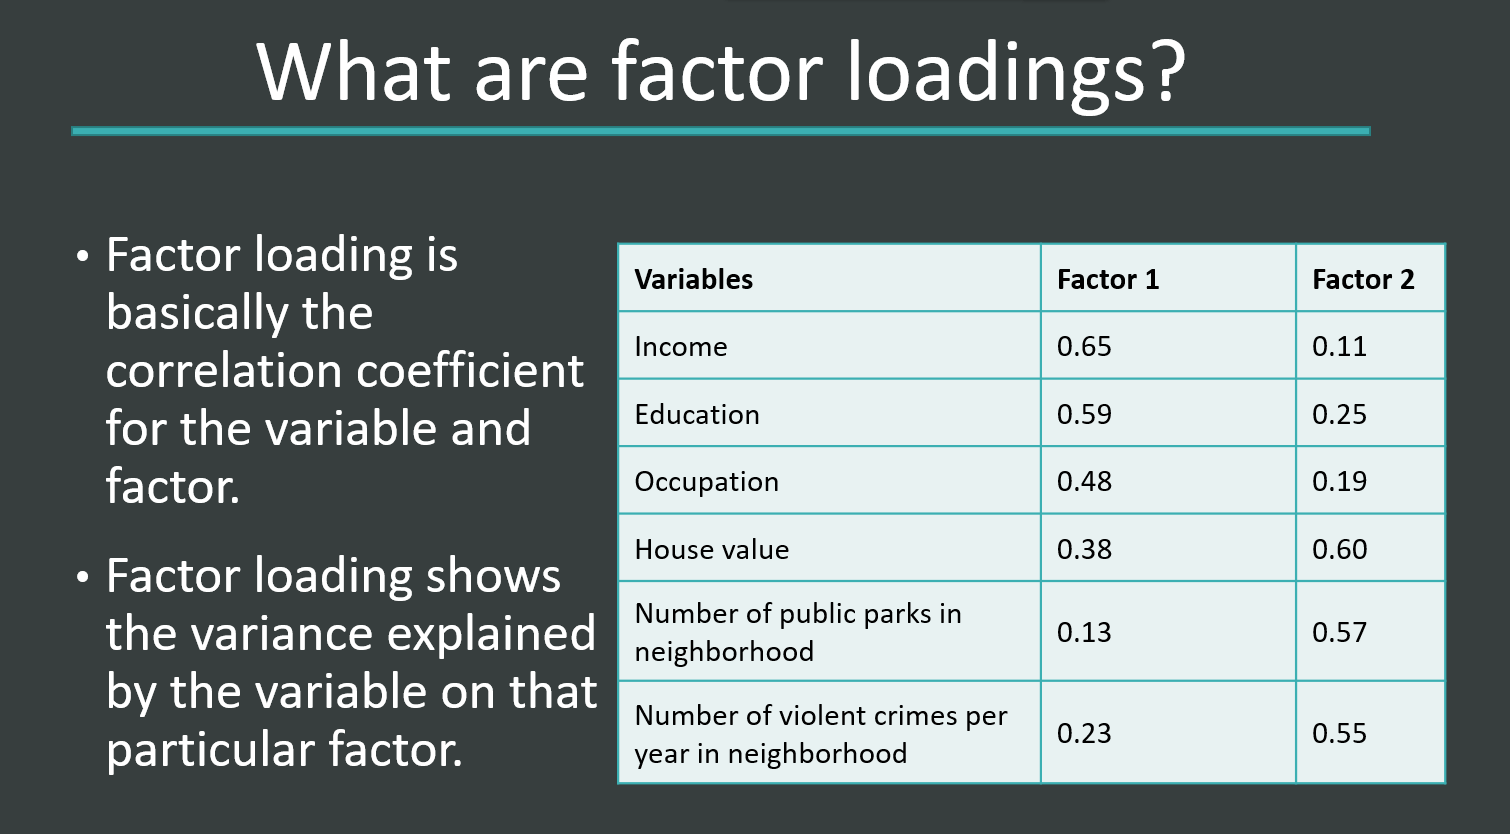 What are factor loadings?
• Factor loading is
basically the
correlation coefficient
for the variable and
factor.
• Factor loading shows
the variance explained
by the variable on that
particular factor.
Variables Factor 1 Factor 2
Income 0.65 0.11
Education 0.59 0.25
Occupation 0.48 0.19
House value 0.38 0.60
Number of public parks in
neighborhood 0.13 0.57
Number of violent crimes per
year in neighborhood 0.23 0.55